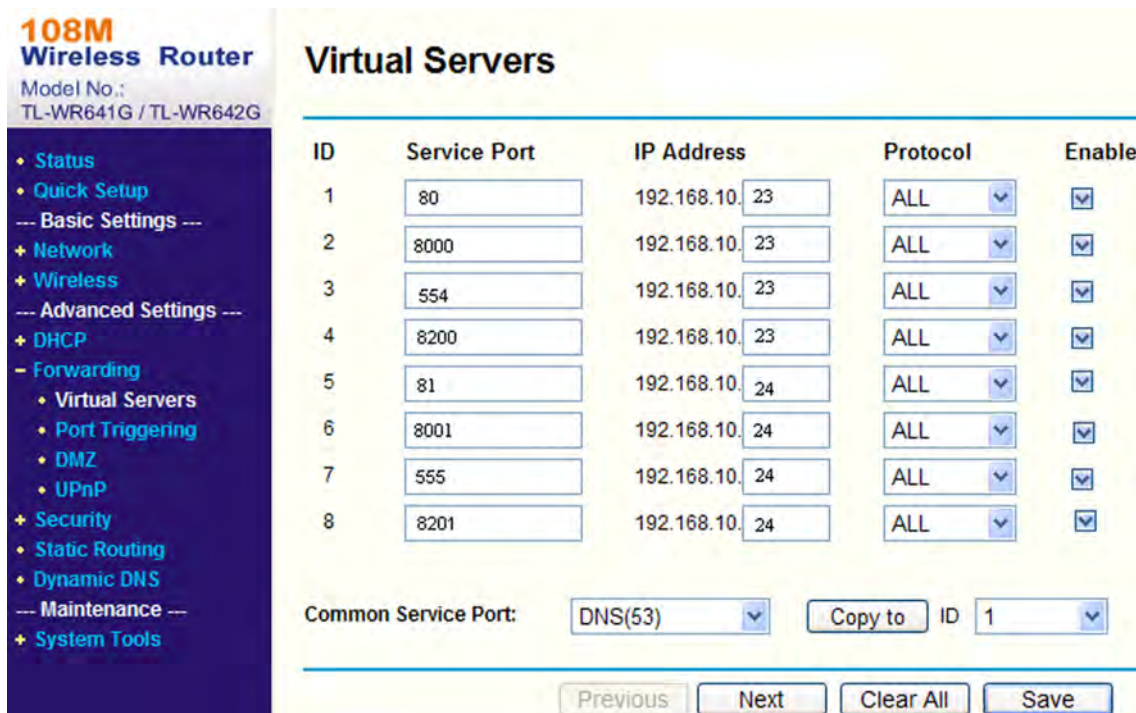 108M
Wireless Router
Model No.:
TL-WR641G / TL-WR642G
Status
Quick Setup
--- Basic Settings ---
+ Network
+ Wireless
--- Advanced Settings ---
+ DHCP
− Forwarding
Virtual Servers
Port Triggering
DMZ
UPnP
+ Security
Static Routing
Dynamic DNS
--- Maintenance ---
+ System Tools
Virtual Servers
ID Service Port IP Address Protocol Enable
1 80 192.168.10. 23 ALL
2 8000 192.168.10. 23 ALL
3 554 192.168.10. 23 ALL
4 8200 192.168.10. 23 ALL
5 81 192.168.10. 24 ALL
6 8001 192.168.10. 24 ALL
7 555 192.168.10. 24 ALL
8 8201 192.168.10. 24 ALL
Common Service Port: DNS(53) Copy to ID 1
Previous Next Clear All Save